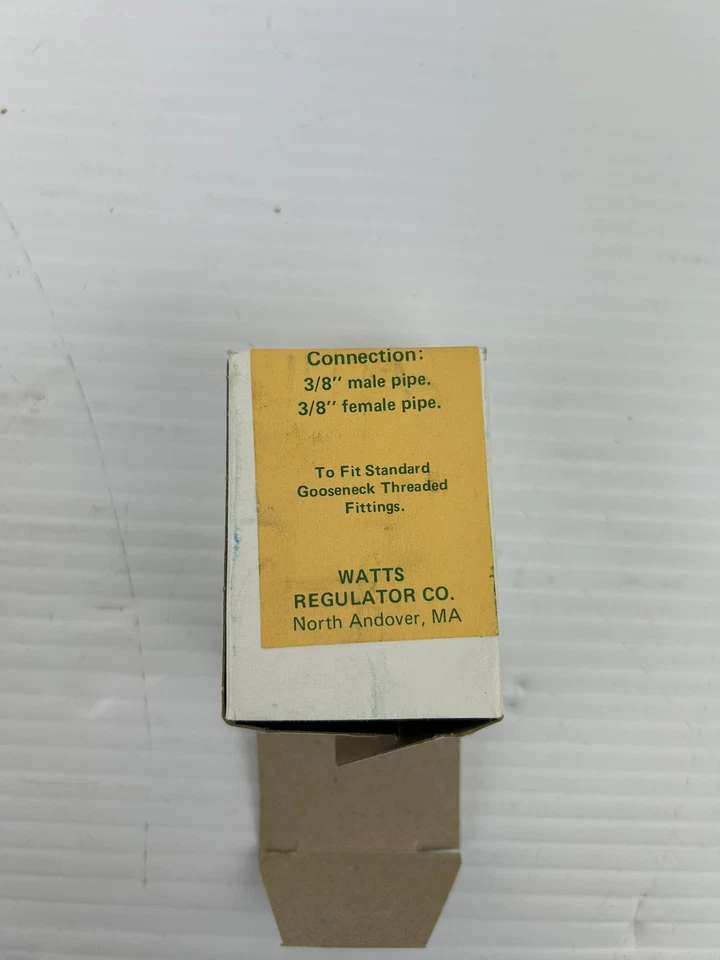 Connection:
3/8’’ male pipe.
3/8’’ female pipe.
To Fit Standard
Gooseneck Threaded
Fittings.
WATTS
REGULATOR CO.
North Andover, MA